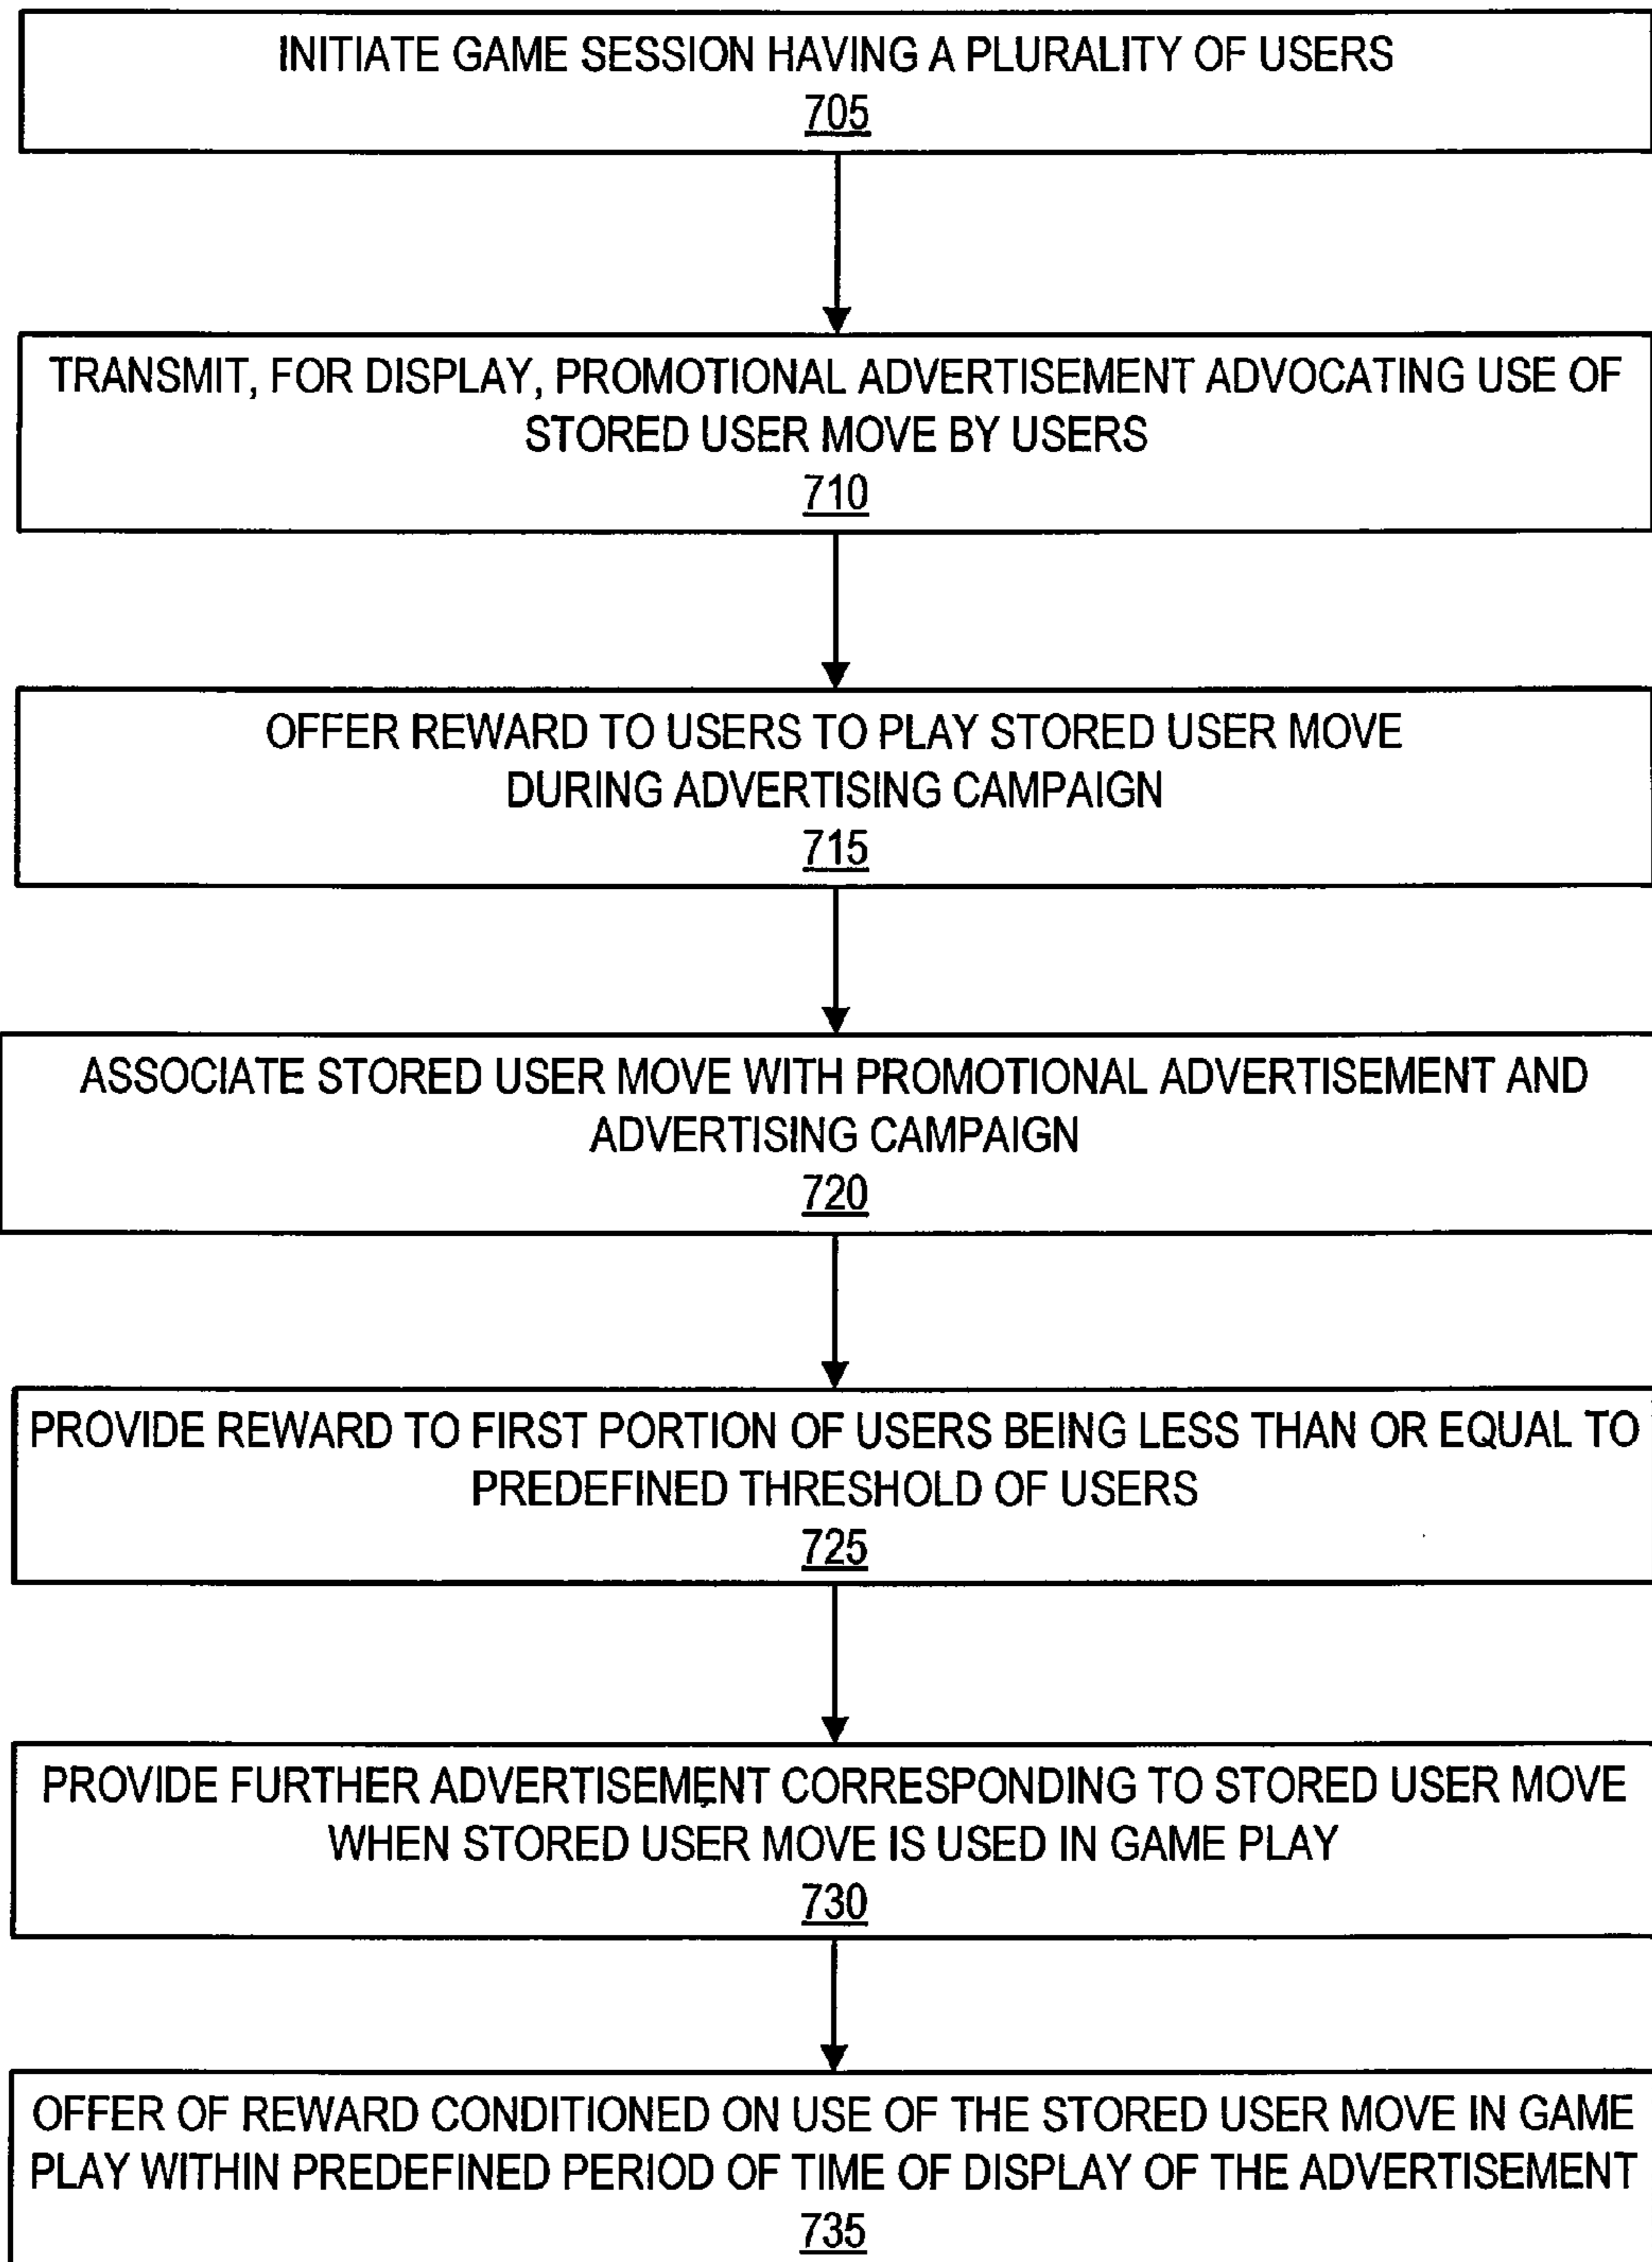 INITIATE GAME SESSION HAVING A PLURALITY OF USERS
705
TRANSMIT, FOR DISPLAY, PROMOTIONAL ADVERTISEMENT ADVOCATING USE OF
STORED USER MOVE BY USERS
710
OFFER REWARD TO USERS TO PLAY STORED USER MOVE
DURING ADVERTISING CAMPAIGN
715
ASSOCIATE STORED USER MOVE WITH PROMOTIONAL ADVERTISEMENT AND
ADVERTISING CAMPAIGN
720
PROVIDE REWARD TO FIRST PORTION OF USERS BEING LESS THAN OR EQUAL TO
PREDEFINED THRESHOLD OF USERS
725
PROVIDE FURTHER ADVERTISEMENT CORRESPONDING TO STORED USER MOVE
WHEN STORED USER MOVE IS USED IN GAME PLAY
730
OFFER OF REWARD CONDITIONED ON USE OF THE STORED USER MOVE IN GAME
PLAY WITHIN PREDEFINED PERIOD OF TIME OF DISPLAY OF THE ADVERTISEMENT
735